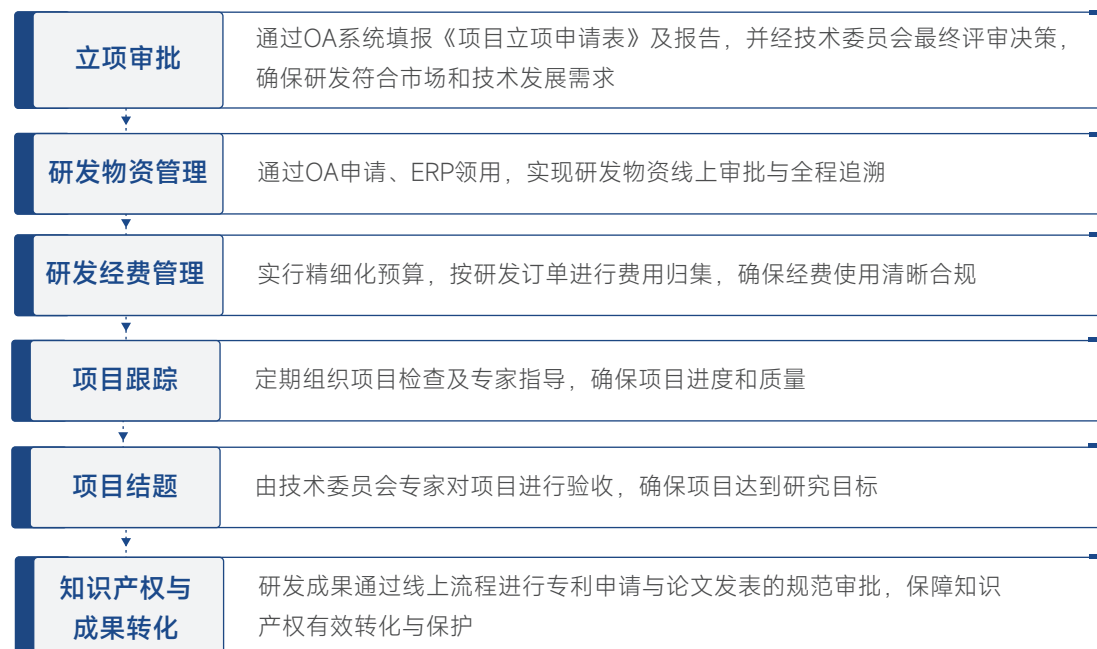 立项审批
通过OA系统填报《项目立项申请表》及报告，并经技术委员会最终评审决策，
确保研发符合市场和技术发展需求
研发物资管理
通过OA申请、ERP领用，实现研发物资线上审批与全程追溯
研发经费管理
实行精细化预算，按研发订单进行费用归集，确保经费使用清晰合规
项目跟踪
定期组织项目检查及专家指导，确保项目进度和质量
项目结题
由技术委员会专家对项目进行验收，确保项目达到研究目标
知识产权与
成果转化
研发成果通过线上流程进行专利申请与论文发表的规范审批，保障知识
产权有效转化与保护